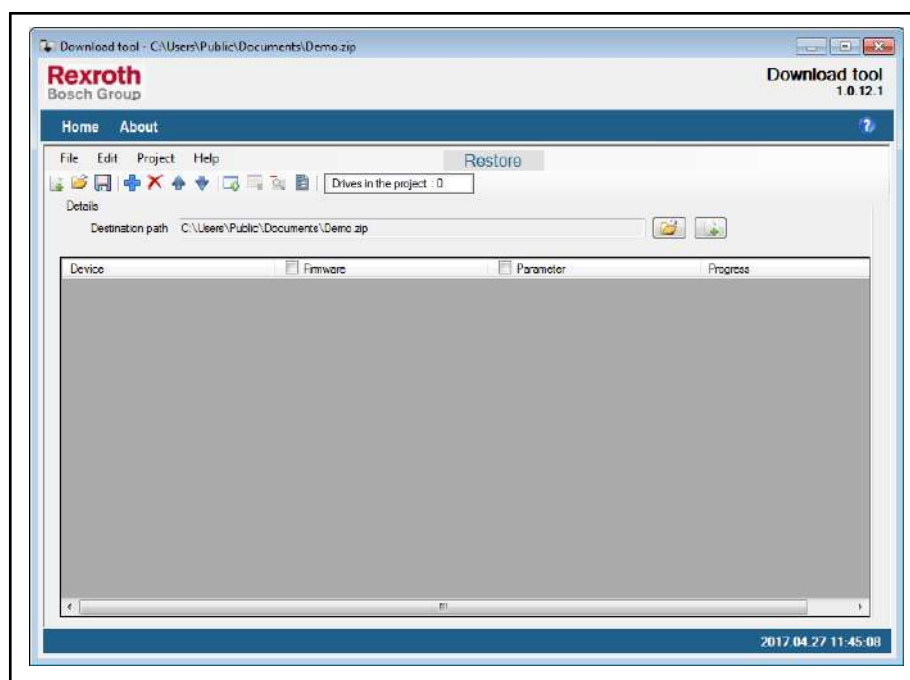 Download tool - C:\Users\Public\Documents\Demo.zip
Rexroth
Bosch Group
Download tool
1.0.12.1
Home About
File Edit Project Help
Restore
Drives in the project : 0
Details
Destination path C:\Users\Public\Documents\Demo.zip
Device Firmware Parameter Progress
2017.04.27 11:45:08